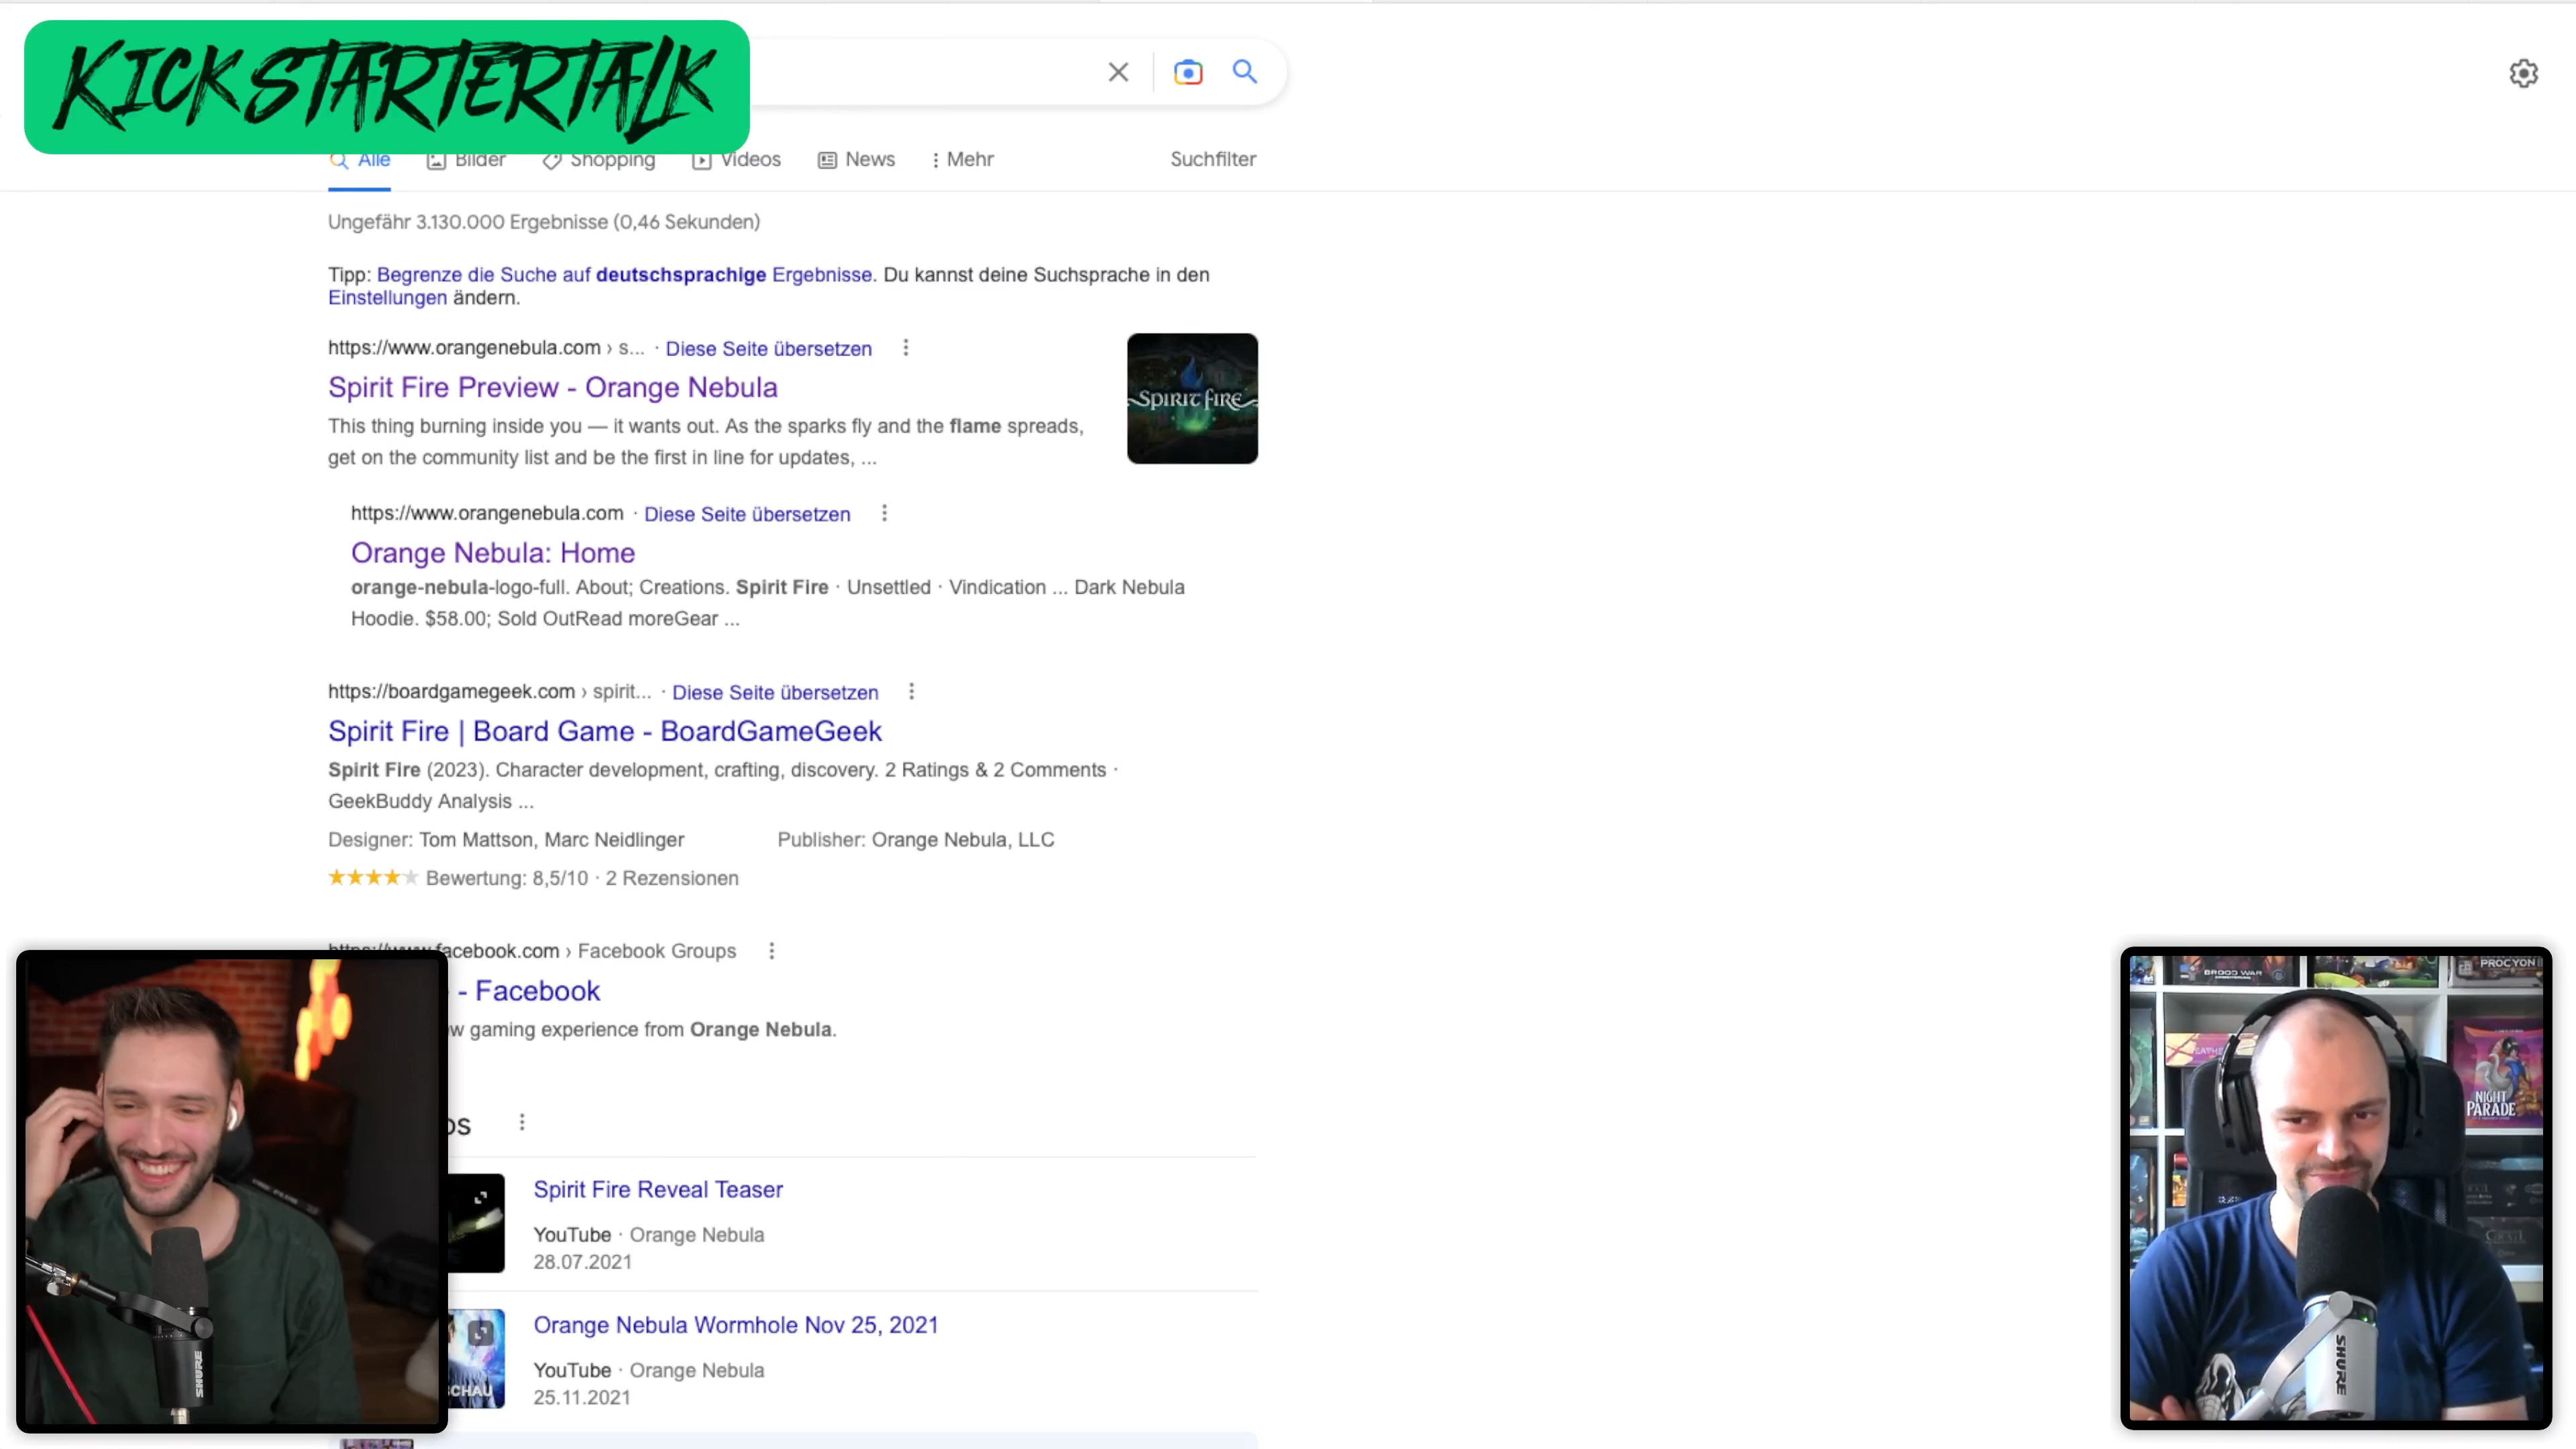 KICKSTARTERTALK
Alle Bilder Shopping Videos News Mehr Suchfilter
Ungefähr 3.130.000 Ergebnisse (0,46 Sekunden)
Tipp: Begrenze die Suche auf deutschsprachige Ergebnisse. Du kannst deine Suchsprache in den
Einstellungen ändern.
https://www.orangenebula.com › s... · Diese Seite übersetzen
Spirit Fire Preview - Orange Nebula
This thing burning inside you — it wants out. As the sparks fly and the flame spreads,
get on the community list and be the first in line for updates, ...
SPIRIT FIRE
https://www.orangenebula.com · Diese Seite übersetzen
Orange Nebula: Home
orange-nebula-logo-full. About; Creations. Spirit Fire · Unsettled · Vindication ... Dark Nebula
Hoodie. $58.00; Sold OutRead moreGear ...
https://boardgamegeek.com › spirit... · Diese Seite übersetzen
Spirit Fire | Board Game - BoardGameGeek
Spirit Fire (2023). Character development, crafting, discovery. 2 Ratings & 2 Comments ·
GeekBuddy Analysis ...
Designer: Tom Mattson, Marc Neidlinger Publisher: Orange Nebula, LLC
Bewertung: 8,5/10 · 2 Rezensionen
https://www.facebook.com › Facebook Groups
- Facebook
w gaming experience from Orange Nebula.
os
Spirit Fire Reveal Teaser
YouTube · Orange Nebula
28.07.2021
Orange Nebula Wormhole Nov 25, 2021
YouTube · Orange Nebula
25.11.2021
SCHAU
SHURE
BROOD WAR
PROCYON
NIGHT
PARADE
SHURE